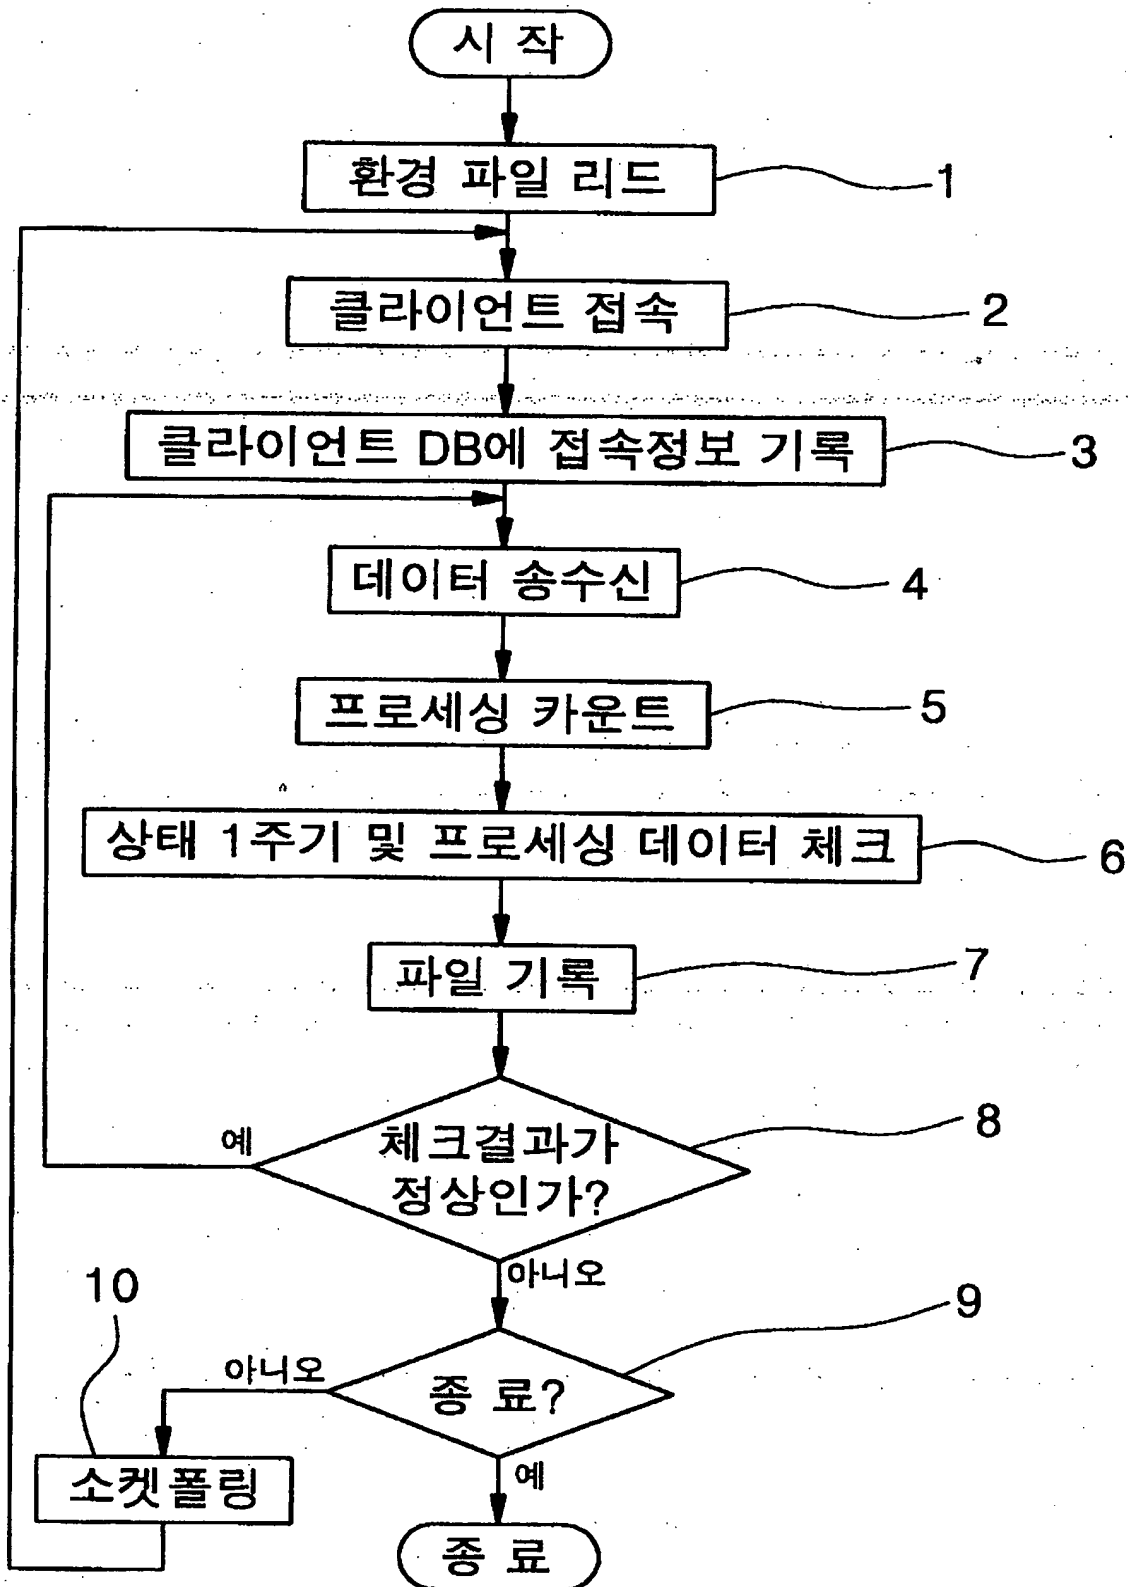 시 작
환경 파일 리드
1
클라이언트 접속
2
클라이언트 DB에 접속정보 기록
3
데이터 송수신
4
프로세싱 카운트
5
상태 1주기 및 프로세싱 데이터 체크
6
파일 기록
7
체크결과가
정상인가?
8
예
아니오
10
9
아니오
종 료?
소켓폴링
예
종 료